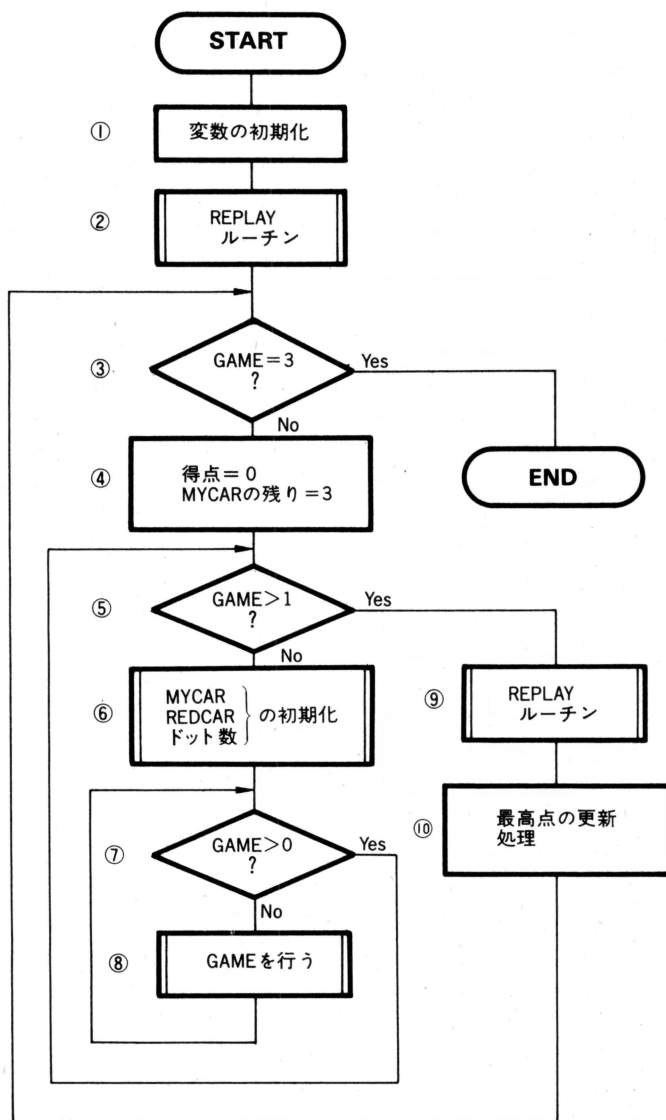 START
①
変数の初期化
②
REPLAY
ルーチン
③
GAME=3
?
Yes
No
④
得点=0
MYCARの残り=3
END
⑤
GAME>1
?
Yes
No
⑥
MYCAR
REDCAR
ドット数
の初期化
⑨
REPLAY
ルーチン
⑩
最高点の更新
処理
⑦
GAME>0
?
Yes
No
⑧
GAMEを行う